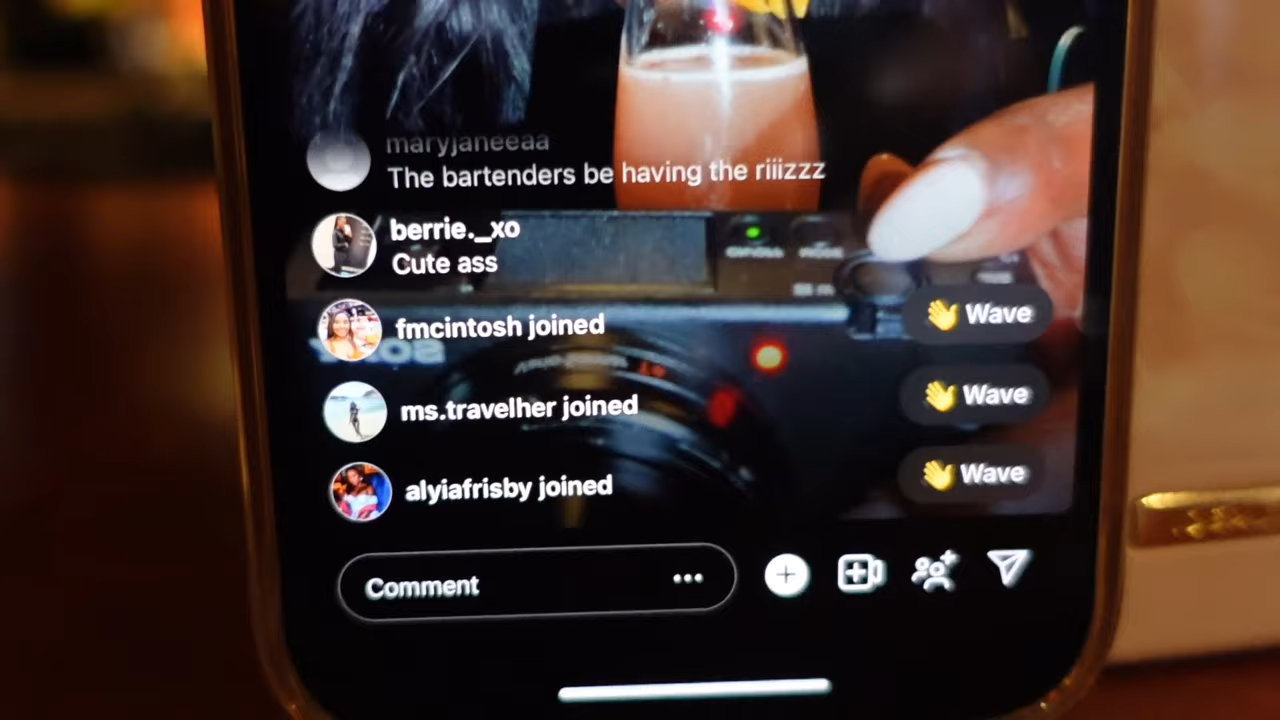 maryjaneeaa
The bartenders be having the riiizzz
berrie._xo
Cute ass
fmcintosh joined
👋 Wave
SONY
ms.travelher joined
👋 Wave
alyiafrisby joined
👋 Wave
Comment